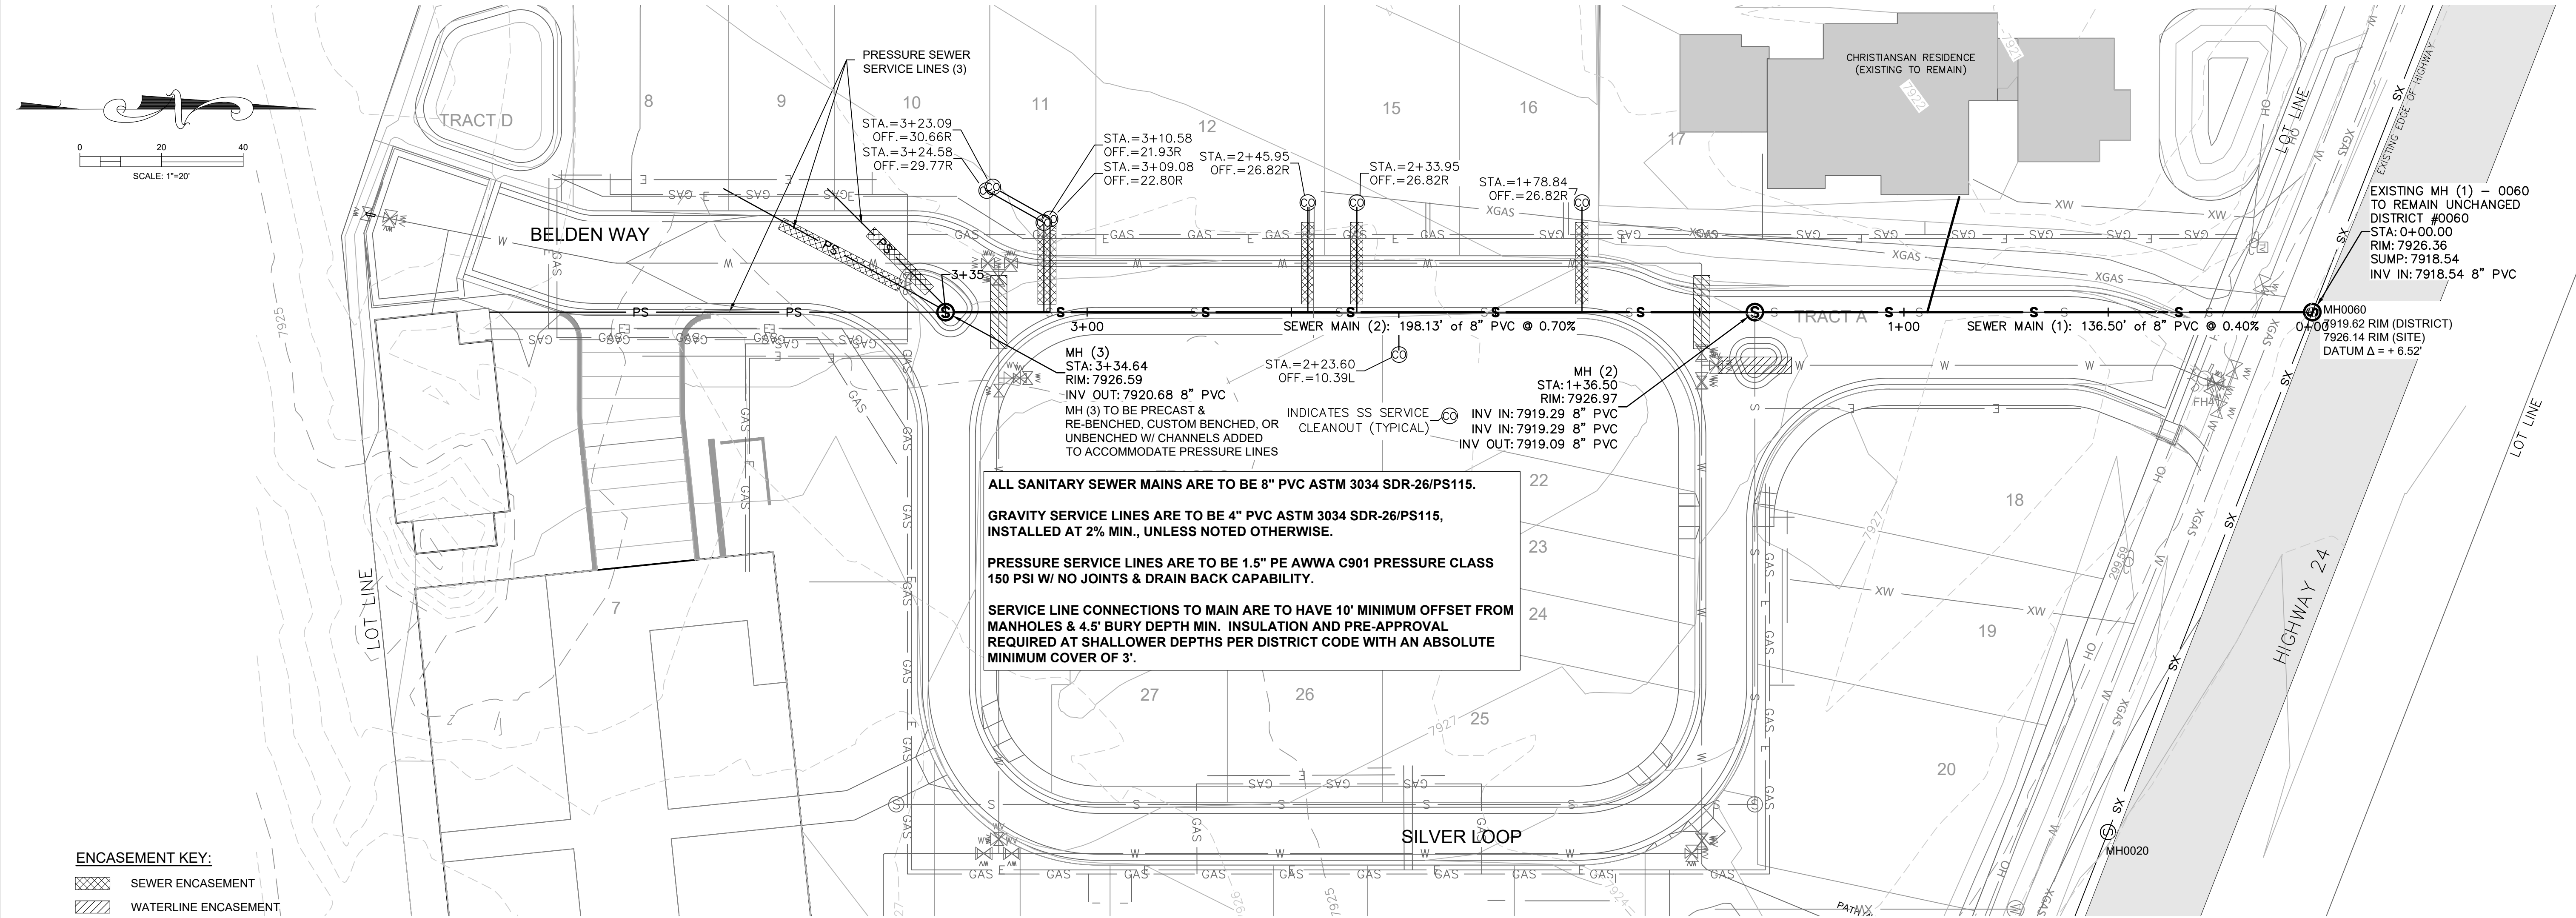 PRESSURE SEWER
SERVICE LINES (3)
0 20 40
SCALE: 1"=20'
TRACT D
8
9
10
11
12
15
16
17
CHRISTIANSAN RESIDENCE
(EXISTING TO REMAIN)
7921
7922
STA.=3+23.09
OFF.=30.66R
STA.=3+24.58
OFF.=29.77R
STA.=3+10.58
OFF.=21.93R
STA.=3+09.08
OFF.=22.80R
STA.=2+45.95
OFF.=26.82R
STA.=2+33.95
OFF.=26.82R
STA.=1+78.84
OFF.=26.82R
LOT LINE
EXISTING EDGE OF HIGHWAY
EXISTING MH (1) – 0060
TO REMAIN UNCHANGED
DISTRICT #0060
STA: 0+00.00
RIM: 7926.36
SUMP: 7918.54
INV IN: 7918.54 8" PVC
BELDEN WAY
3+35
3+00
SEWER MAIN (2): 198.13' of 8" PVC @ 0.70%
TRACT A
1+00
SEWER MAIN (1): 136.50' of 8" PVC @ 0.40%
0+00
MH0060
7919.62 RIM (DISTRICT)
7926.14 RIM (SITE)
DATUM Δ = + 6.52'
MH (3)
STA: 3+34.64
RIM: 7926.59
INV OUT: 7920.68 8" PVC
MH (3) TO BE PRECAST &
RE-BENCHED, CUSTOM BENCHED, OR
UNBENCHED W/ CHANNELS ADDED
TO ACCOMMODATE PRESSURE LINES
STA.=2+23.60
OFF.=10.39L
INDICATES SS SERVICE
CLEANOUT (TYPICAL)
CO
MH (2)
STA: 1+36.50
RIM: 7926.97
INV IN: 7919.29 8" PVC
INV IN: 7919.29 8" PVC
INV OUT: 7919.09 8" PVC
ALL SANITARY SEWER MAINS ARE TO BE 8" PVC ASTM 3034 SDR-26/PS115.
GRAVITY SERVICE LINES ARE TO BE 4" PVC ASTM 3034 SDR-26/PS115,
INSTALLED AT 2% MIN., UNLESS NOTED OTHERWISE.
PRESSURE SERVICE LINES ARE TO BE 1.5" PE AWWA C901 PRESSURE CLASS
150 PSI W/ NO JOINTS & DRAIN BACK CAPABILITY.
SERVICE LINE CONNECTIONS TO MAIN ARE TO HAVE 10' MINIMUM OFFSET FROM
MANHOLES & 4.5' BURY DEPTH MIN. INSULATION AND PRE-APPROVAL
REQUIRED AT SHALLOWER DEPTHS PER DISTRICT CODE WITH AN ABSOLUTE
MINIMUM COVER OF 3'.
7925
LOT LINE
7
22
23
24
25
26
27
7927
18
19
20
7927
HIGHWAY 24
LOT LINE
SILVER LOOP
7926
7925
7924
MH0020
ENCASEMENT KEY:
SEWER ENCASEMENT
WATERLINE ENCASEMENT